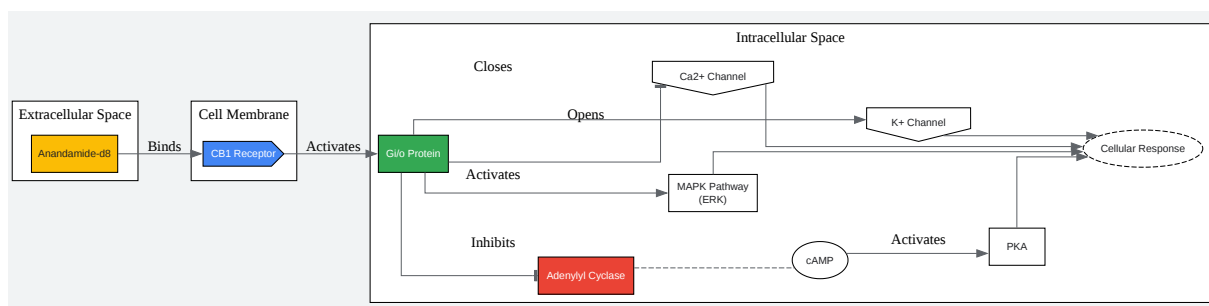 Intracellular Space
Closes
Ca2+ Channel
Extracellular Space
Cell Membrane
Opens
K+ Channel
Anandamide-d8
Binds
CB1 Receptor
Activates
Gi/o Protein
Cellular Response
Activates
MAPK Pathway
(ERK)
Inhibits
Activates
PKA
cAMP
Adenylyl Cyclase